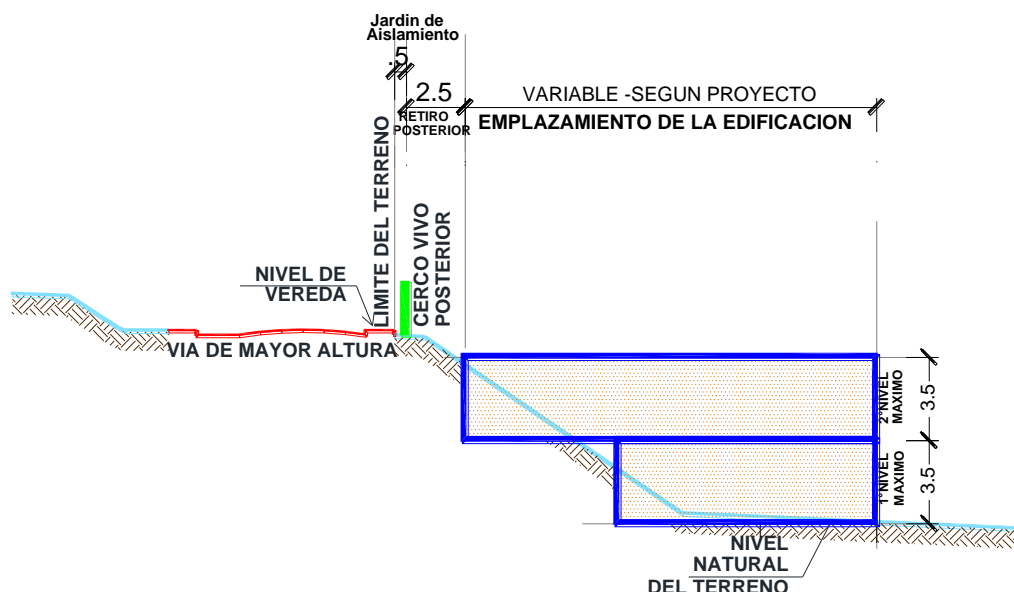 Jardin de
Aislamiento
.5
2.5
VARIABLE -SEGUN PROYECTO
RETIRO
POSTERIOR
EMPLAZAMIENTO DE LA EDIFICACION
LIMITE DEL TERRENO
CERCO VIVO
POSTERIOR
NIVEL DE
VEREDA
VIA DE MAYOR ALTURA
2°NIVEL
MAXIMO
3.5
1°NIVEL
MAXIMO
3.5
NIVEL
NATURAL
DEL TERRENO